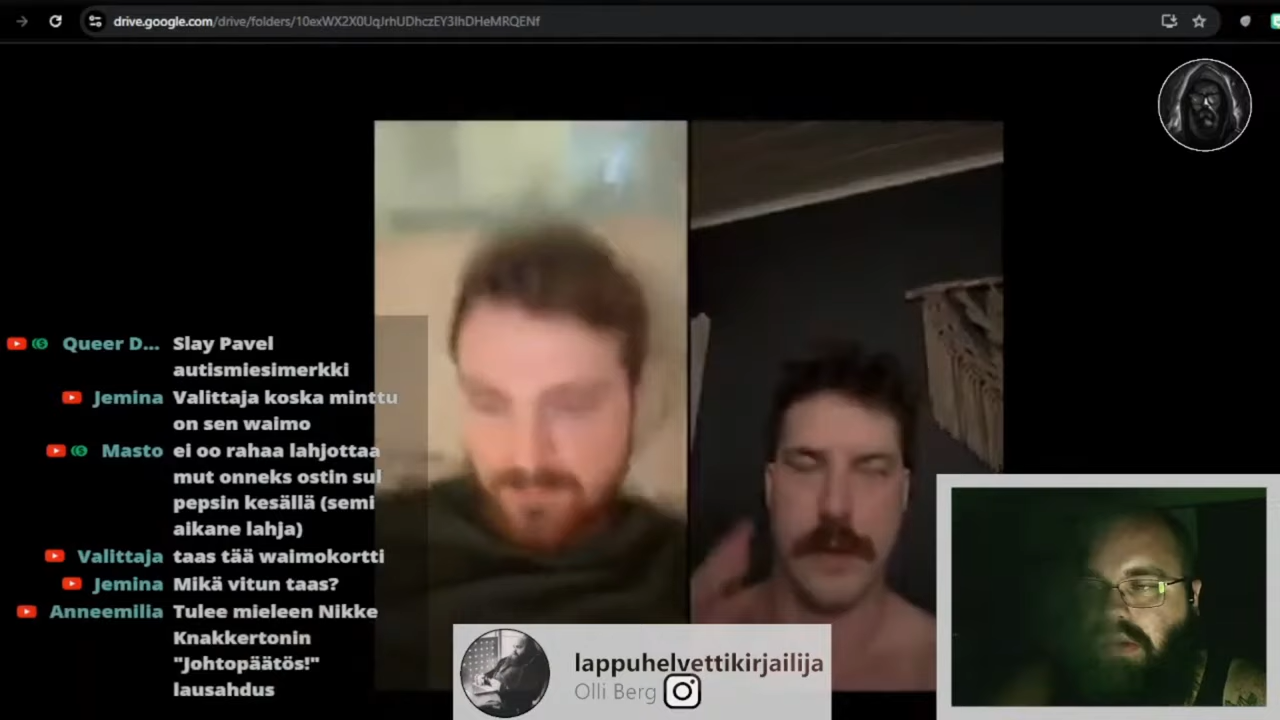 drive.google.com/drive/folders/10exWX2X0UqJrhUDhczEY3IhDHeMRQENf
Queer D... Slay Pavel
autismiesimerkki
Jemina Valittaja koska minttu
on sen waimo
Masto ei oo rahaa lahjottaa
mut onneks ostin sul
pepsin kesällä (semi
aikane lahja)
Valittaja taas tää waimokortti
Jemina Mikä vitun taas?
Anneemilia Tulee mieleen Nikke
Knakkertonin
"Johtopäätös!"
lausahdus
lappuhelvettikirjailija
Olli Berg